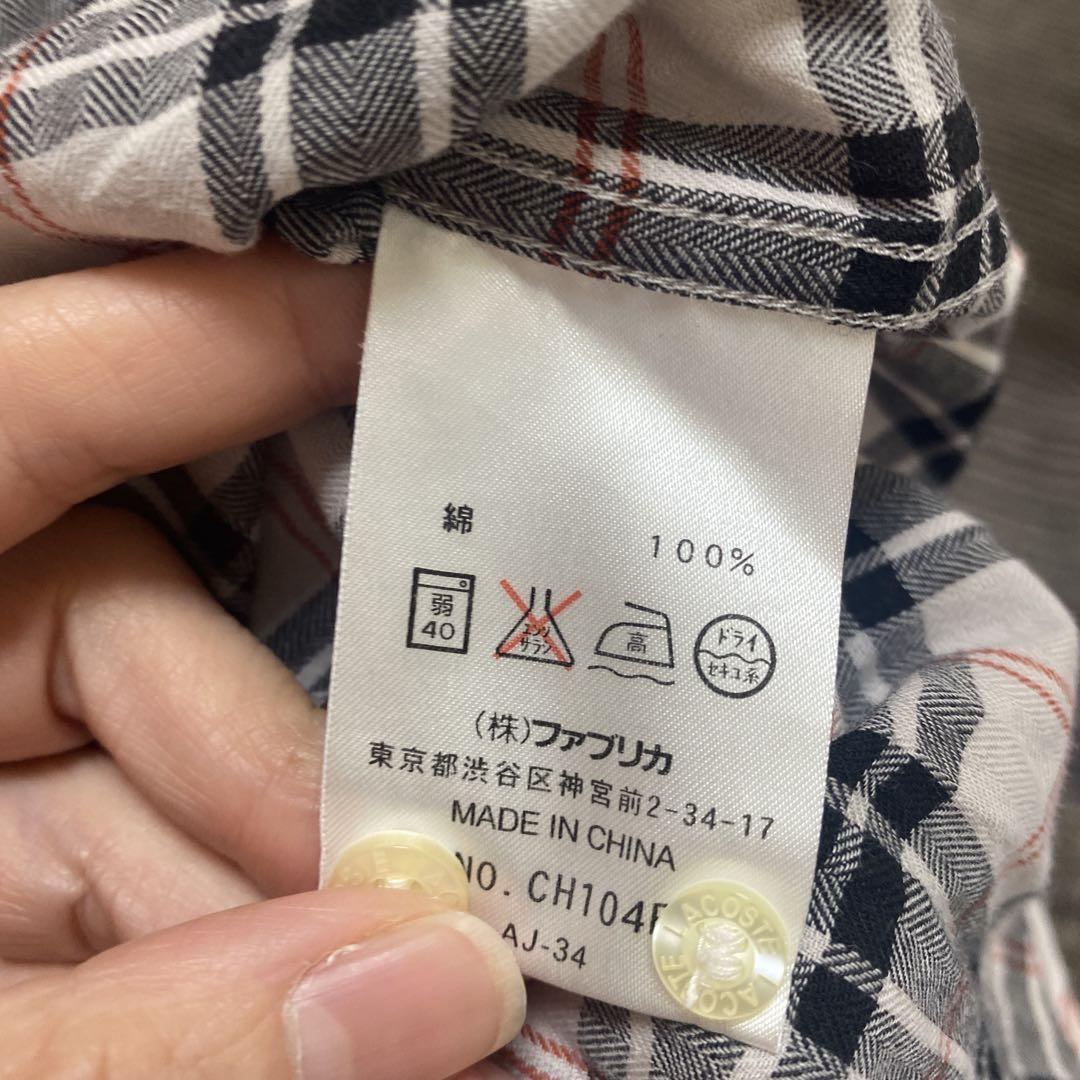 綿 100%
弱
40
エンソ
サラシ
高
ドライ
セキユ系
(株)ファブリカ
東京都渋谷区神宮前2-34-17
MADE IN CHINA
NO. CH104
AJ-34
LACOSTE LACOSTE